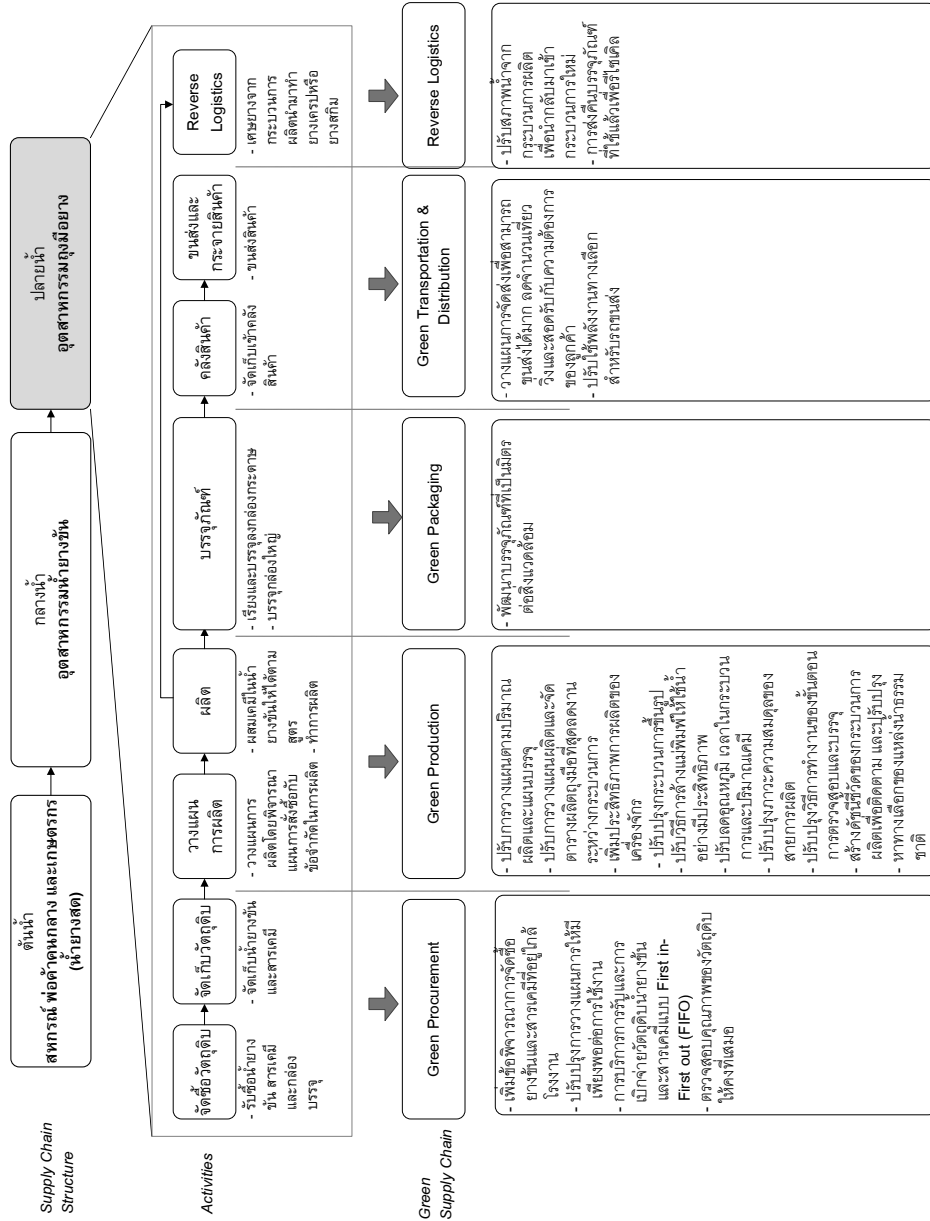 Supply Chain
Structure
ต้นน้ำ
สหกรณ์ พ่อค้าคนกลาง และเกษตรกร
(น้ำยางสด)
กลางน้ำ
อุตสาหกรรมน้ำยางข้น
ปลายน้ำ
อุตสาหกรรมถุงมือยาง
Activities
จัดซื้อวัตถุดิบ
- รับซื้อน้ำยาง
ข้น สารเคมี
และกล่อง
บรรจุ
จัดเก็บวัตถุดิบ
- จัดเก็บน้ำยางข้น
และสารเคมี
วางแผน
การผลิต
- วางแผนการ
ผลิตโดยพิจารณา
แผนการสั่งซื้อกับ
ข้อจำกัดในการผลิต
ผลิต
- ผสมเคมีในน้ำ
ยางข้นให้ได้ตาม
สูตร
- ทำการผลิต
บรรจุภัณฑ์
- เรียงและบรรจุลงกล่องกระดาษ
- บรรจุกล่องใหญ่
คลังสินค้า
- จัดเก็บเข้าคลัง
สินค้า
ขนส่งและ
กระจายสินค้า
- ขนส่งสินค้า
Reverse
Logistics
- เศษยางจาก
กระบวนการ
ผลิตนำมาทำ
ยางเครปหรือ
ยางสกิม
Green
Supply Chain
Green Procurement
- เพิ่มข้อพิจารณาการจัดซื้อ
ยางข้นและสารเคมีที่อยู่ใกล้
โรงงาน
- ปรับปรุงการวางแผนการให้มี
เพียงพอต่อการใช้งาน
- การบริการการรับและการ
เบิกจ่ายวัตถุดิบน้ำยางข้น
และสารเคมีแบบ First in-
First out (FIFO)
- ตรวจสอบคุณภาพของวัตถุดิบ
ให้คงที่เสมอ
Green Production
- ปรับการวางแผนตามปริมาณ
ผลิตและแผนบรรจุ
- ปรับการวางแผนผลิตและจัด
ตารางผลิตถุงมือที่สุดลดงาน
ระหว่างกระบวนการ
- เพิ่มประสิทธิภาพการผลิตของ
เครื่องจักร
- ปรับปรุงกระบวนการขึ้นรูป
- ปรับวิธีการล้างแม่พิมพ์ให้ใช้น้ำ
อย่างมีประสิทธิภาพ
- ปรับลดอุณหภูมิ เวลาในกระบวน
การและปริมาณเคมี
- ปรับปรุงภาวะความสมดุลของ
สายการผลิต
- ปรับปรุงวิธีการทำงานของขั้นตอน
การตรวจสอบและบรรจุ
- สร้างดัชนีชี้วัดของกระบวนการ
ผลิตเพื่อติดตาม และปรับปรุง
- หาทางเลือกของแหล่งน้ำธรรม
ชาติ
Green Packaging
- พัฒนาบรรจุภัณฑ์ที่เป็นมิตร
ต่อสิ่งแวดล้อม
Green Transportation &
Distribution
- วางแผนการจัดส่งเพื่อสามารถ
ขนส่งได้มาก ลดจำนวนเที่ยว
วิ่งและสอดรับกับความต้องการ
ของลูกค้า
- ปรับใช้พลังงานทางเลือก
สำหรับรถขนส่ง
Reverse Logistics
- ปรับสภาพน้ำจาก
กระบวนการผลิต
เพื่อนำกลับมาเข้า
กระบวนการใหม่
- การส่งคืนบรรจุภัณฑ์
ที่ใช้แล้วเพื่อรีไซเคิล